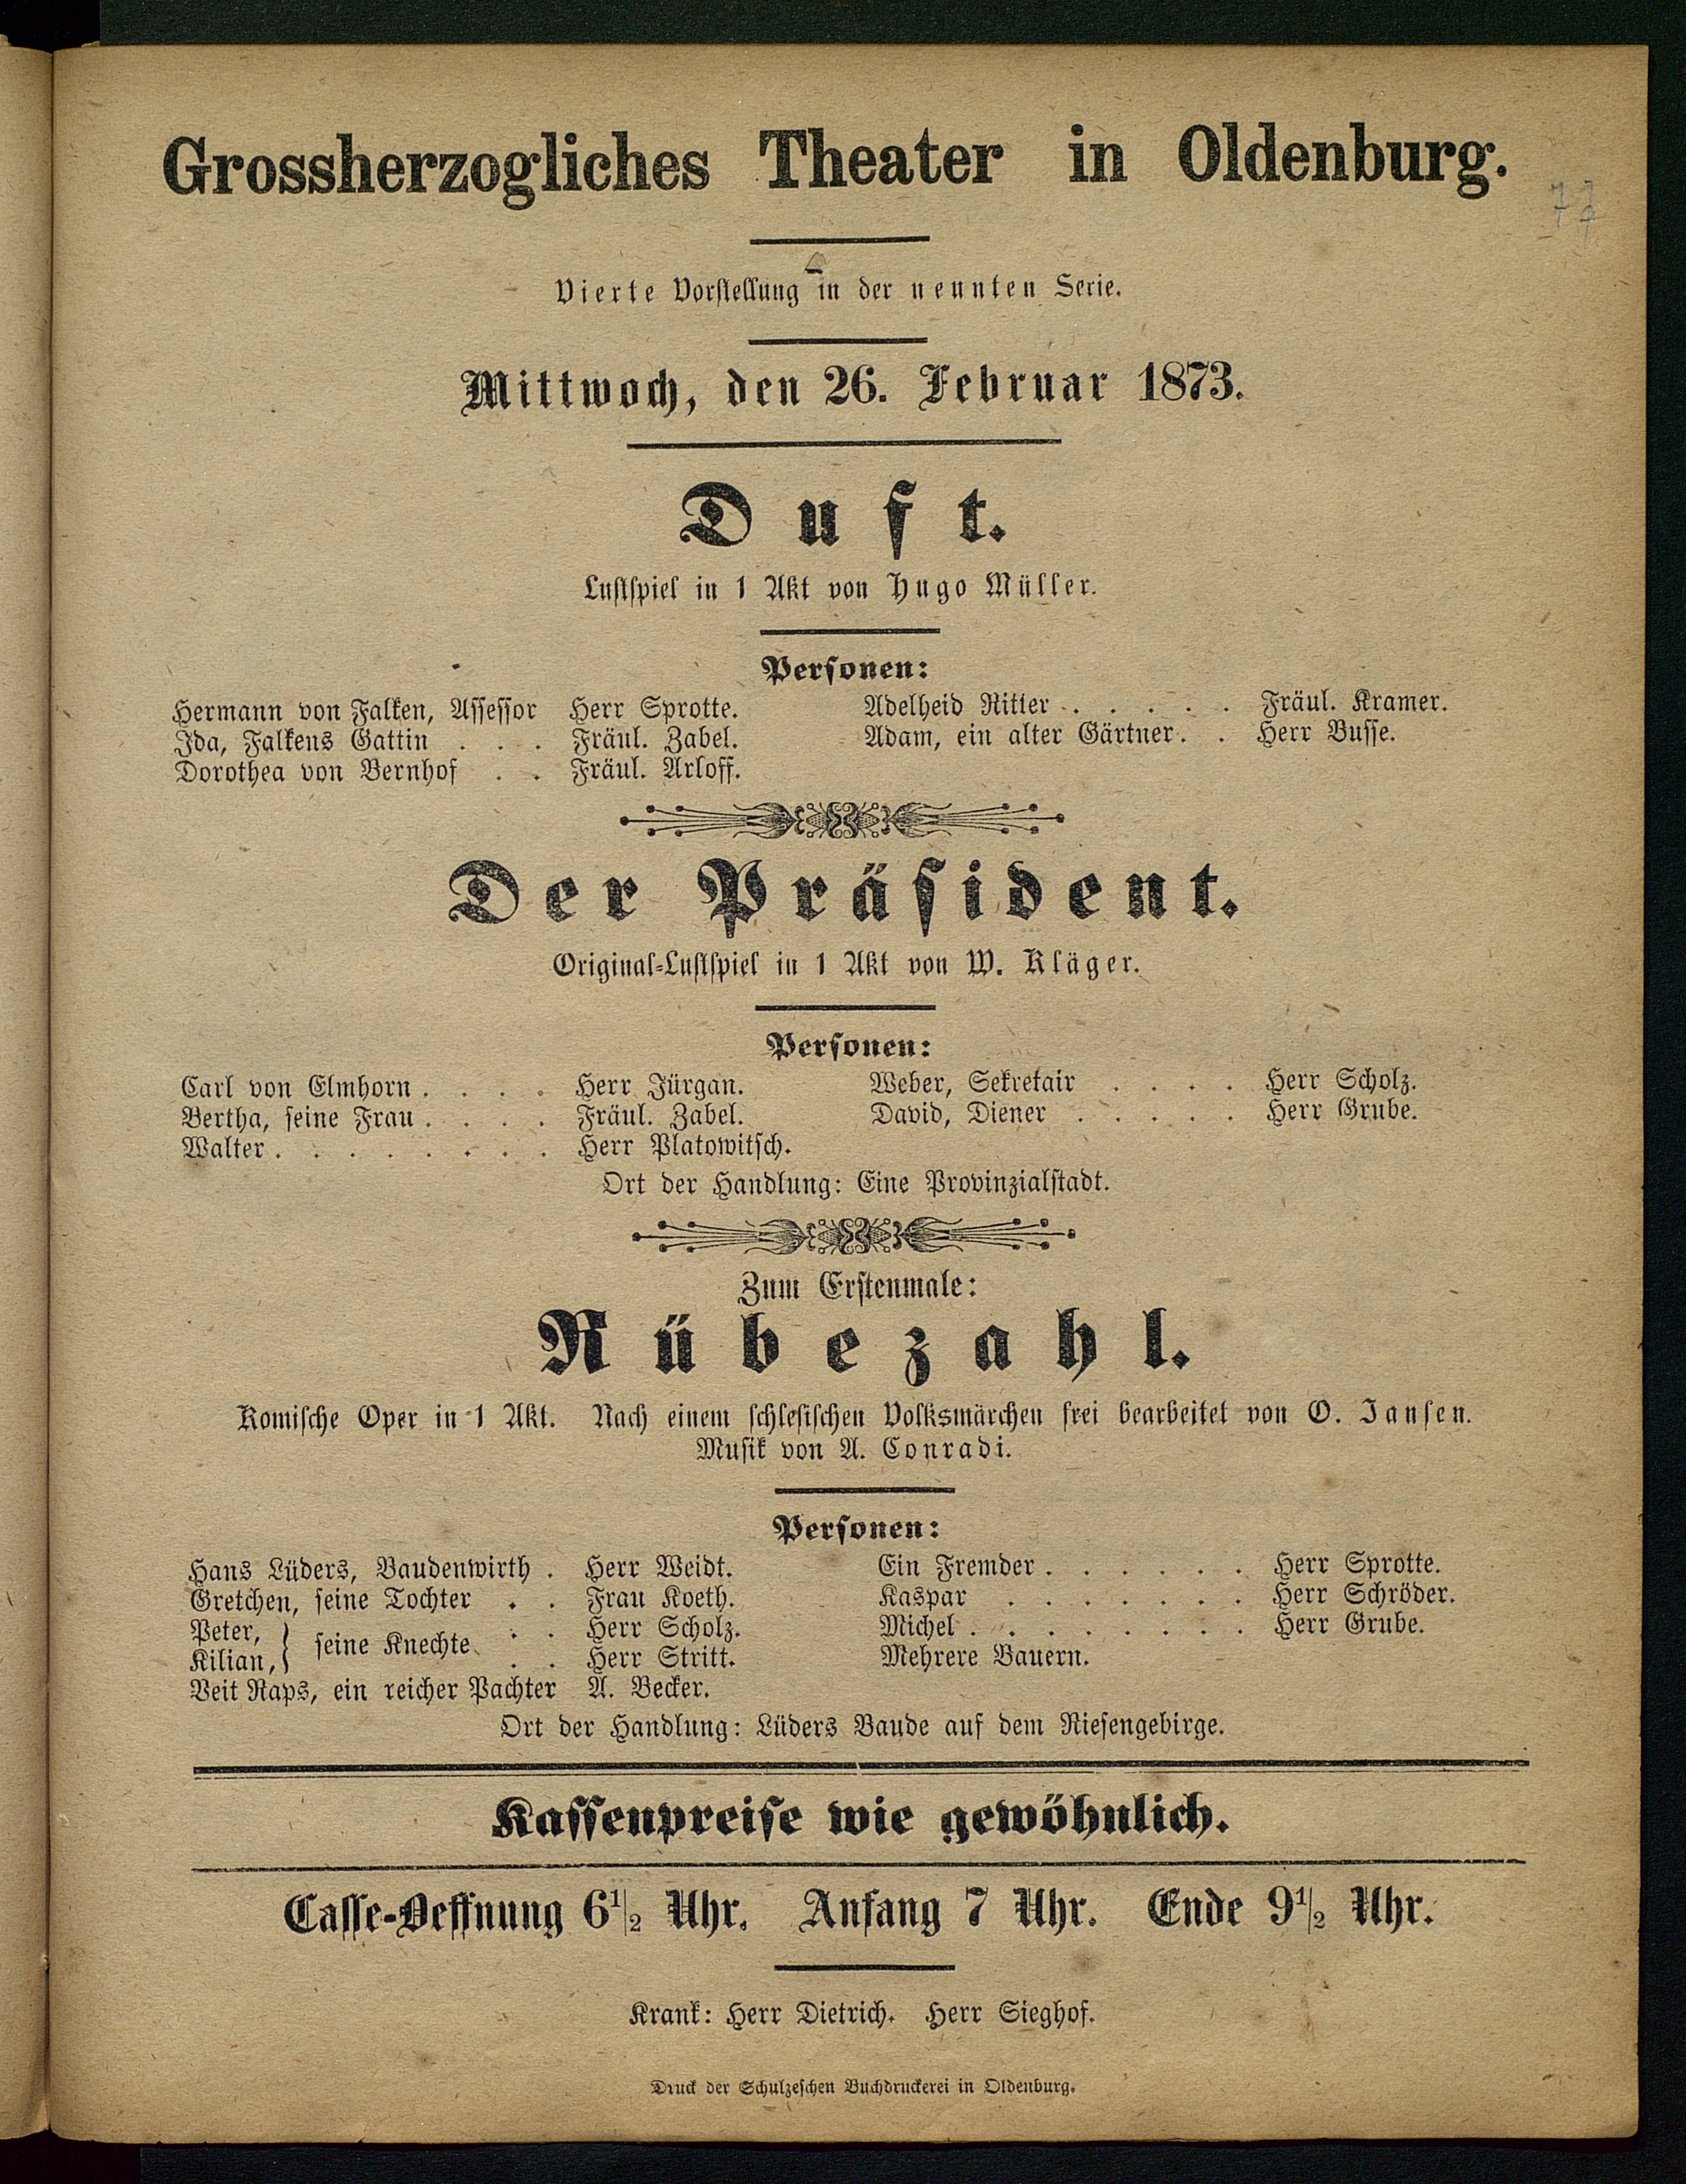 Grossherzogliches Theater in Oldenburg.
77
Vierte Vorstellung in der neunten Serie.
Mittwoch, den 26. Februar 1873.
Duft.
Lustspiel in 1 Akt von Hugo Müller.
Personen:
Hermann von Falken, Assessor Herr Sprotte.
Ida, Falkens Gattin . . . Fräul. Zabel.
Dorothea von Bernhof . . Fräul. Arloff.
Adelheid Ritter . . . . . Fräul. Kramer.
Adam, ein alter Gärtner. . Herr Busse.
Der Präsident.
Original-Lustspiel in 1 Akt von W. Kläger.
Personen:
Carl von Elmhorn . . . . Herr Jürgan.
Bertha, seine Frau . . . . Fräul. Zabel.
Walter . . . . . . . . Herr Platowitsch.
Weber, Sekretair . . . . Herr Scholz.
David, Diener . . . . . Herr Grube.
Ort der Handlung: Eine Provinzialstadt.
Zum Erstenmale:
Rübezahl.
Komische Oper in 1 Akt. Nach einem schlesischen Volksmärchen frei bearbeitet von O. Jansen.
Musik von A. Conradi.
Personen:
Hans Lüders, Baudenwirth . Herr Weidt.
Gretchen, seine Tochter . . Frau Koeth.
Peter, } seine Knechte . . Herr Scholz.
Kilian, } . . Herr Stritt.
Veit Raps, ein reicher Pachter A. Becker.
Ein Fremder . . . . . . Herr Sprotte.
Kaspar . . . . . . . Herr Schröder.
Michel . . . . . . . . Herr Grube.
Mehrere Bauern.
Ort der Handlung: Lüders Baude auf dem Riesengebirge.
Kassenpreise wie gewöhnlich.
Casse-Oeffnung 6½ Uhr. Anfang 7 Uhr. Ende 9½ Uhr.
Krank: Herr Dietrich. Herr Sieghof.
Druck der Schulzeschen Buchdruckerei in Oldenburg.